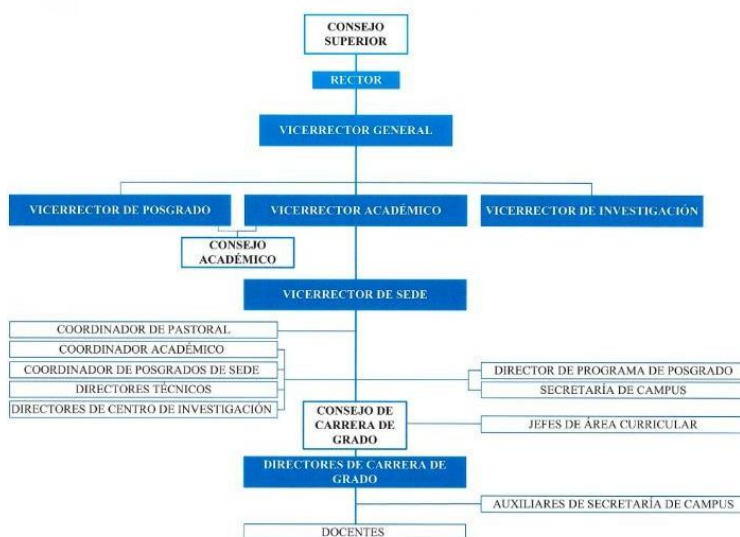 CONSEJO
SUPERIOR
RECTOR
VICERRECTOR GENERAL
VICERRECTOR DE POSGRADO
VICERRECTOR ACADÉMICO
VICERRECTOR DE INVESTIGACIÓN
CONSEJO
ACADÉMICO
VICERRECTOR DE SEDE
COORDINADOR DE PASTORAL
COORDINADOR ACADÉMICO
COORDINADOR DE POSGRADOS DE SEDE
DIRECTORES TÉCNICOS
DIRECTORES DE CENTRO DE INVESTIGACIÓN
DIRECTOR DE PROGRAMA DE POSGRADO
SECRETARÍA DE CAMPUS
CONSEJO DE
CARRERA DE
GRADO
JEFES DE ÁREA CURRICULAR
DIRECTORES DE CARRERA DE
GRADO
AUXILIARES DE SECRETARÍA DE CAMPUS
DOCENTES